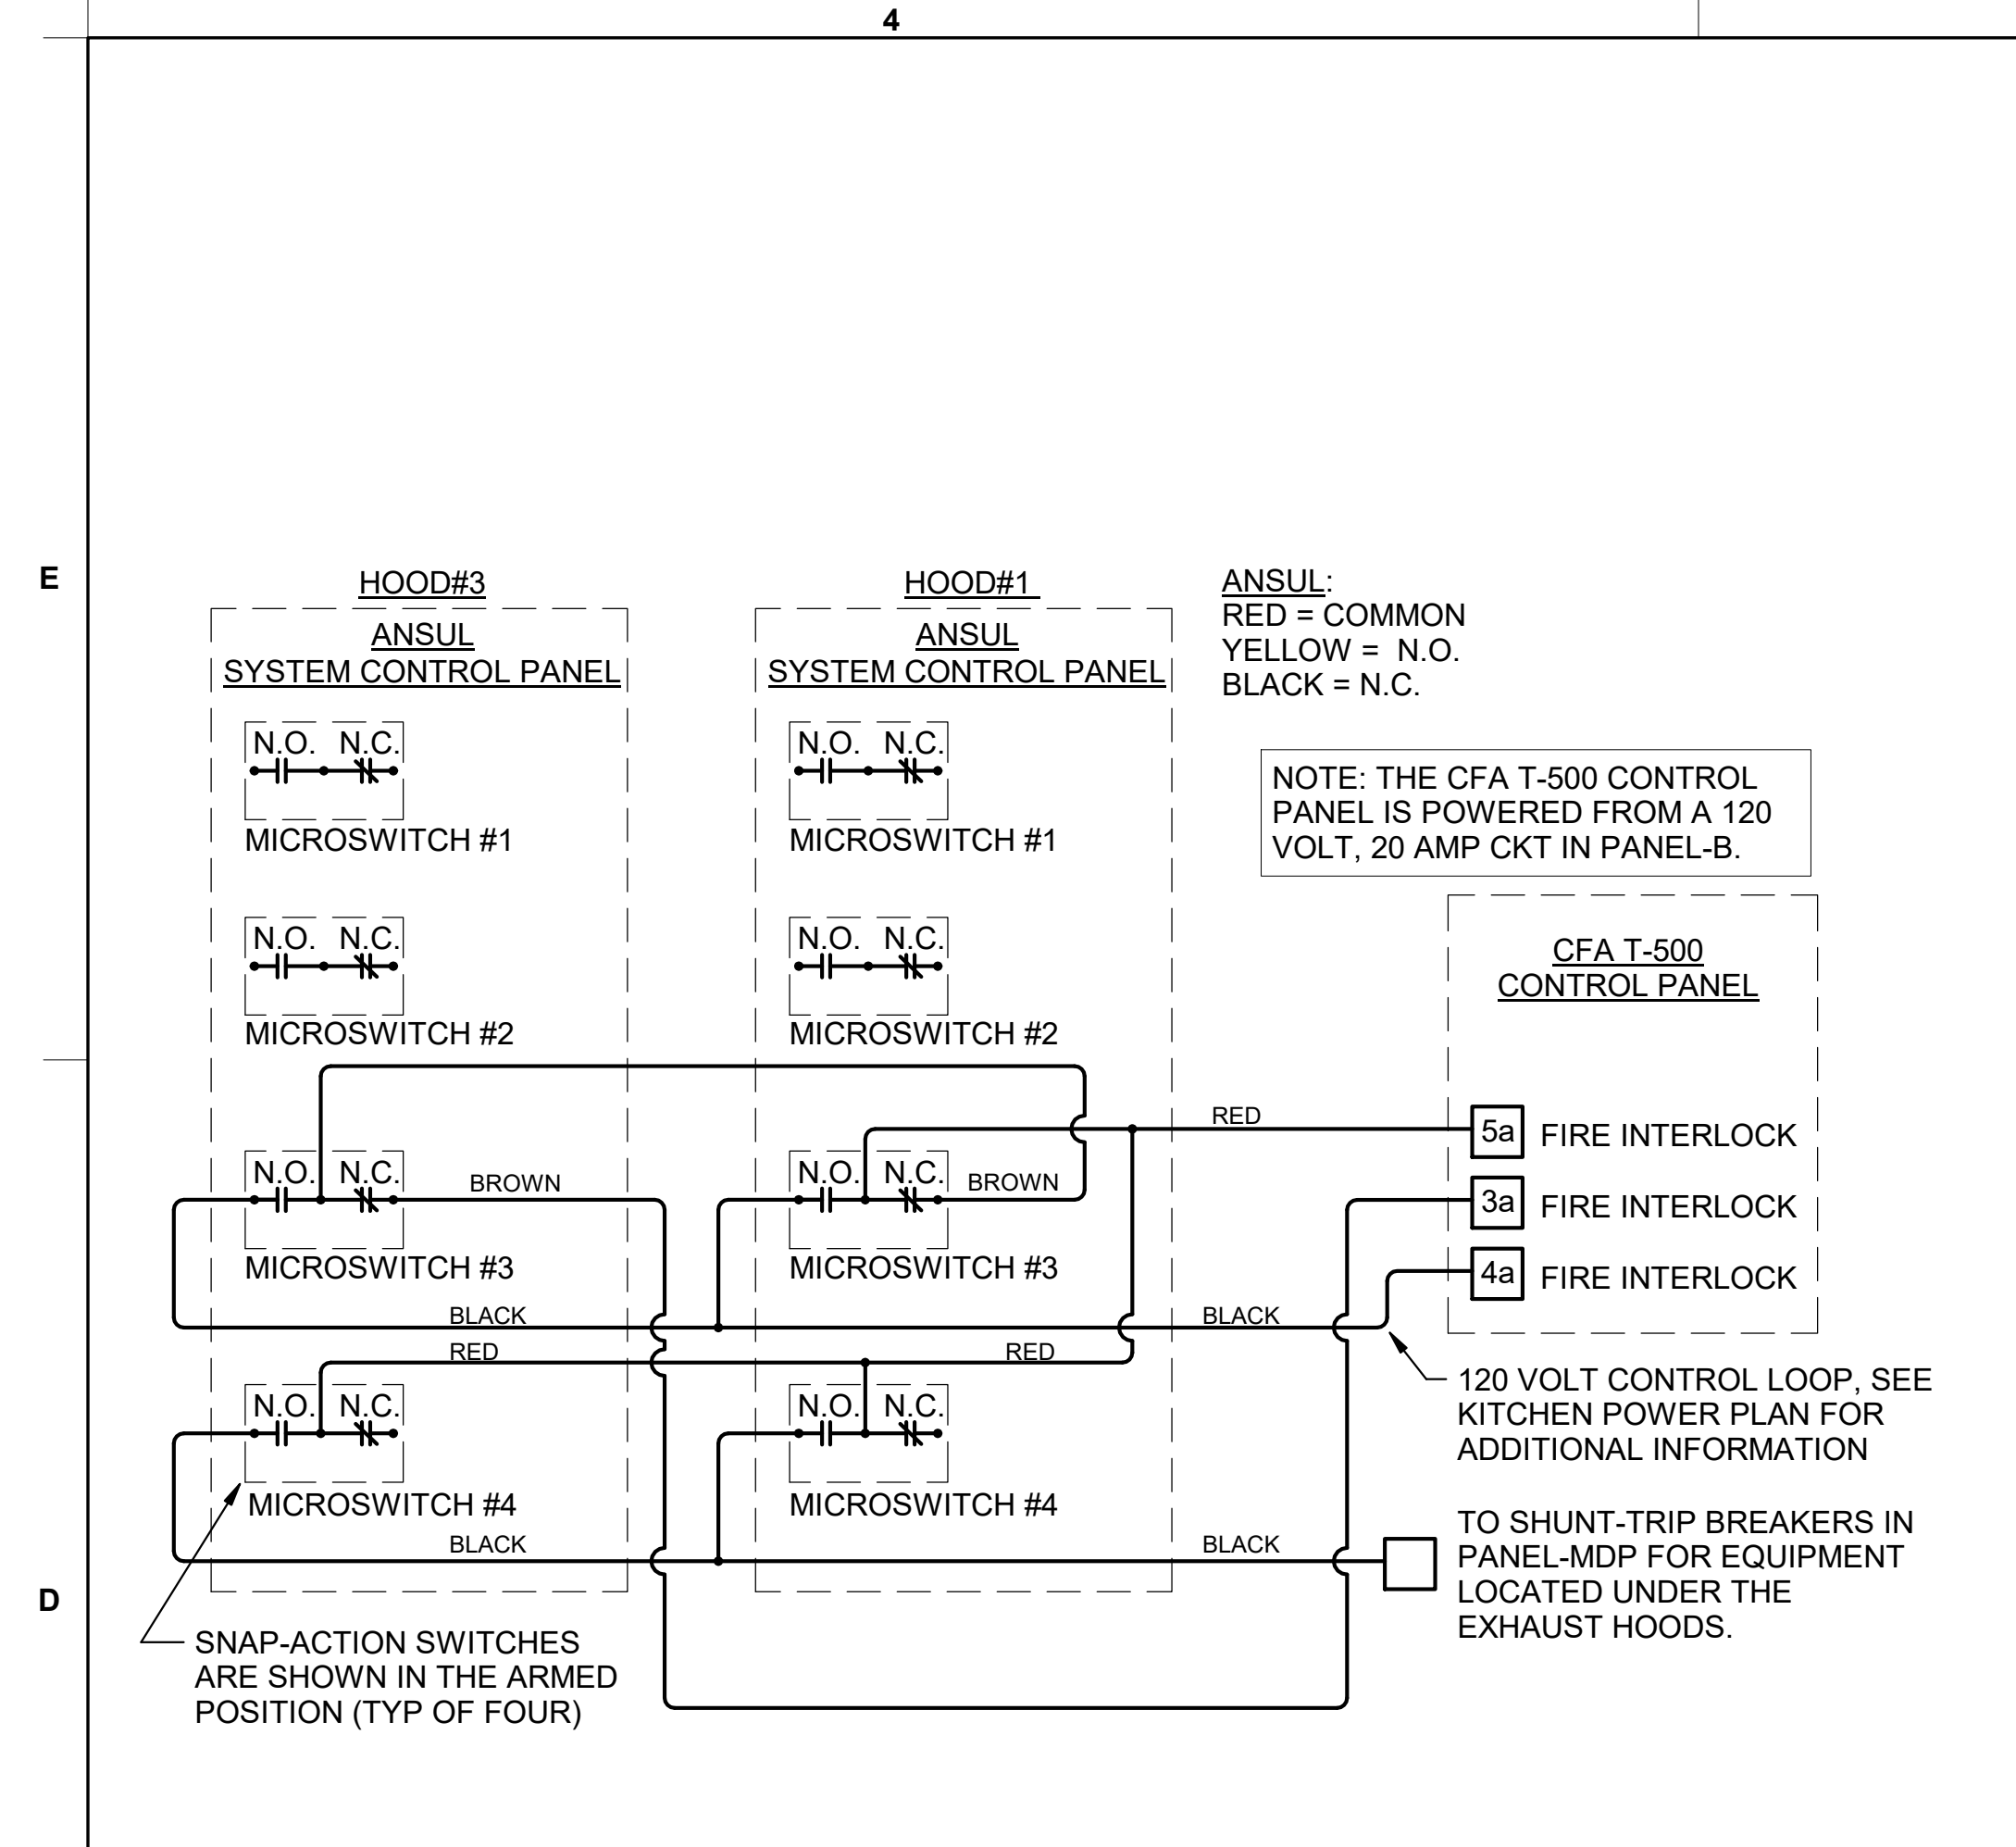 4
E
D
HOOD#3
ANSUL
SYSTEM CONTROL PANEL
N.O. N.C.
MICROSWITCH #1
N.O. N.C.
MICROSWITCH #2
N.O. N.C.
BROWN
MICROSWITCH #3
BLACK
RED
N.O. N.C.
MICROSWITCH #4
BLACK
SNAP-ACTION SWITCHES
ARE SHOWN IN THE ARMED
POSITION (TYP OF FOUR)
HOOD#1
ANSUL
SYSTEM CONTROL PANEL
N.O. N.C.
MICROSWITCH #1
N.O. N.C.
MICROSWITCH #2
RED
N.O. N.C.
BROWN
MICROSWITCH #3
BLACK
RED
N.O. N.C.
MICROSWITCH #4
BLACK
ANSUL:
RED = COMMON
YELLOW = N.O.
BLACK = N.C.
NOTE: THE CFA T-500 CONTROL
PANEL IS POWERED FROM A 120
VOLT, 20 AMP CKT IN PANEL-B.
CFA T-500
CONTROL PANEL
5a FIRE INTERLOCK
3a FIRE INTERLOCK
4a FIRE INTERLOCK
120 VOLT CONTROL LOOP, SEE
KITCHEN POWER PLAN FOR
ADDITIONAL INFORMATION
TO SHUNT-TRIP BREAKERS IN
PANEL-MDP FOR EQUIPMENT
LOCATED UNDER THE
EXHAUST HOODS.